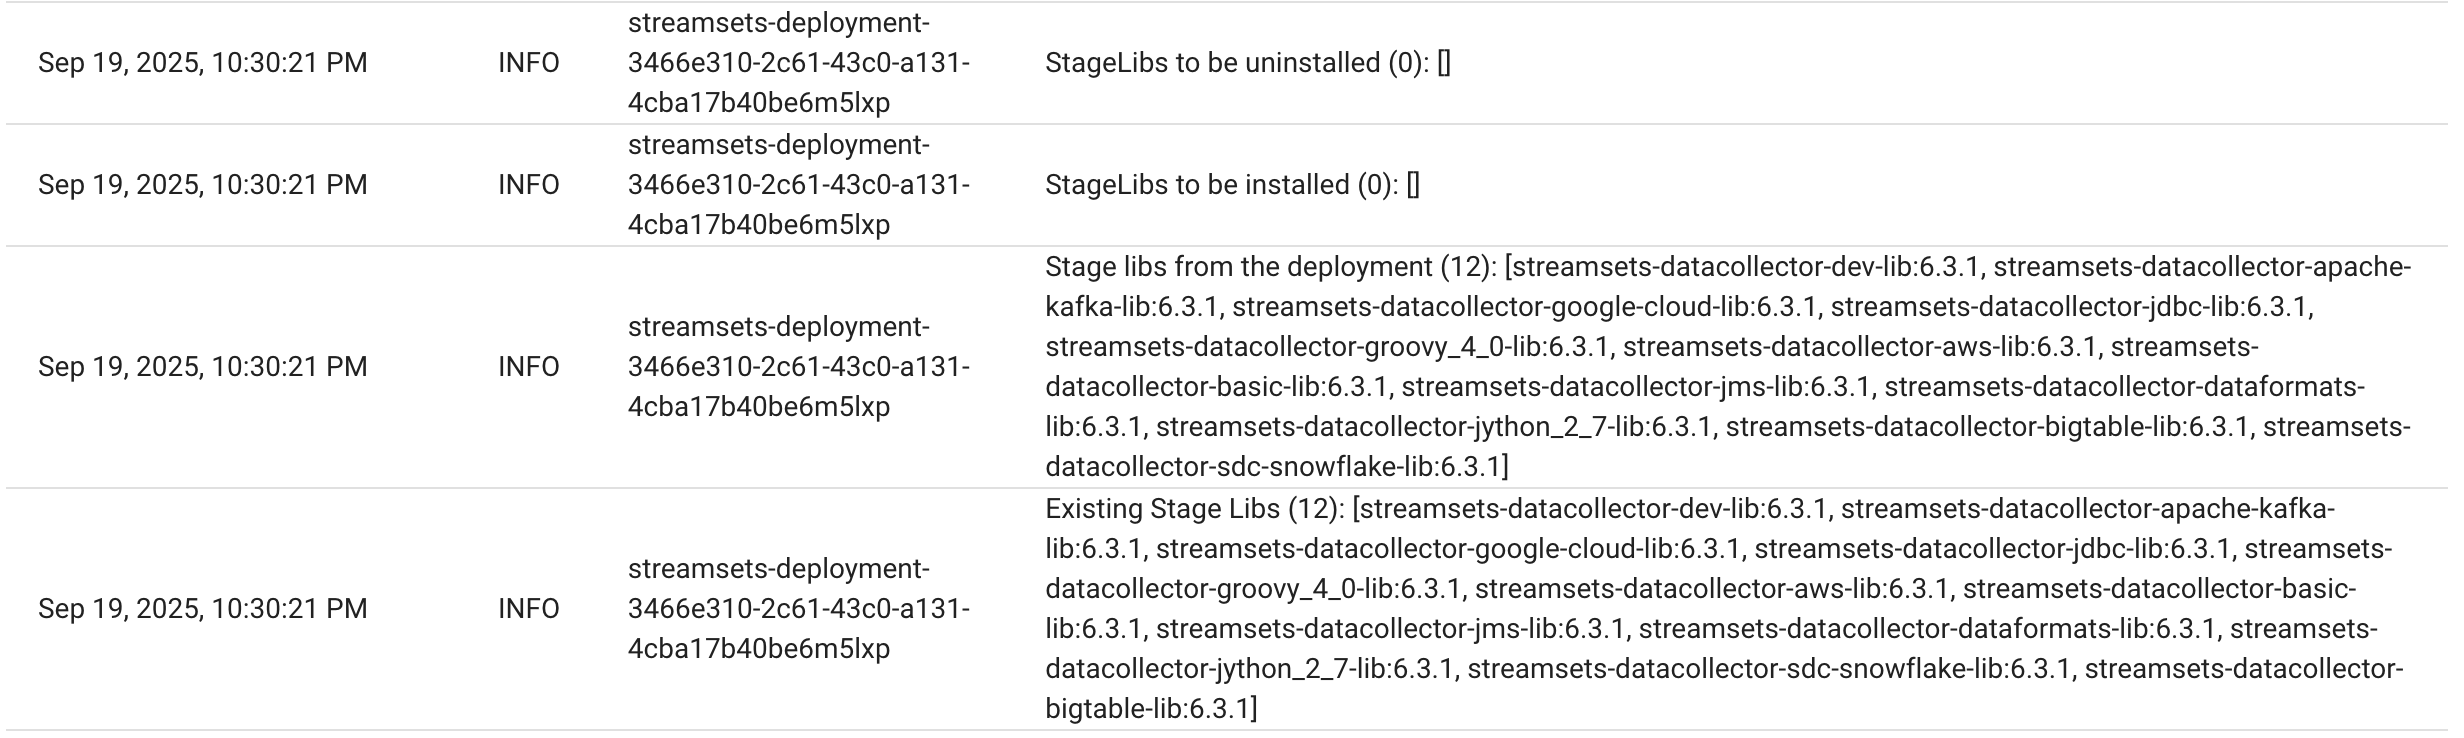 streamsets-deployment-
Sep 19, 2025, 10:30:21 PM INFO 3466e310-2c61-43c0-a131- StageLibs to be uninstalled (0): []
4cba17b40be6m5lxp
streamsets-deployment-
Sep 19, 2025, 10:30:21 PM INFO 3466e310-2c61-43c0-a131- StageLibs to be installed (0): []
4cba17b40be6m5lxp
Sep 19, 2025, 10:30:21 PM
INFO
streamsets-deployment-
3466e310-2c61-43c0-a131-
4cba17b40be6m5lxp
Stage libs from the deployment (12): [streamsets-datacollector-dev-lib:6.3.1, streamsets-datacollector-apache-
kafka-lib:6.3.1, streamsets-datacollector-google-cloud-lib:6.3.1, streamsets-datacollector-jdbc-lib:6.3.1,
streamsets-datacollector-groovy_4_0-lib:6.3.1, streamsets-datacollector-aws-lib:6.3.1, streamsets-
datacollector-basic-lib:6.3.1, streamsets-datacollector-jms-lib:6.3.1, streamsets-datacollector-dataformats-
lib:6.3.1, streamsets-datacollector-jython_2_7-lib:6.3.1, streamsets-datacollector-bigtable-lib:6.3.1, streamsets-
datacollector-sdc-snowflake-lib:6.3.1]
Sep 19, 2025, 10:30:21 PM
INFO
streamsets-deployment-
3466e310-2c61-43c0-a131-
4cba17b40be6m5lxp
Existing Stage Libs (12): [streamsets-datacollector-dev-lib:6.3.1, streamsets-datacollector-apache-kafka-
lib:6.3.1, streamsets-datacollector-google-cloud-lib:6.3.1, streamsets-datacollector-jdbc-lib:6.3.1, streamsets-
datacollector-groovy_4_0-lib:6.3.1, streamsets-datacollector-aws-lib:6.3.1, streamsets-datacollector-basic-
lib:6.3.1, streamsets-datacollector-jms-lib:6.3.1, streamsets-datacollector-dataformats-lib:6.3.1, streamsets-
datacollector-jython_2_7-lib:6.3.1, streamsets-datacollector-sdc-snowflake-lib:6.3.1, streamsets-datacollector-
bigtable-lib:6.3.1]